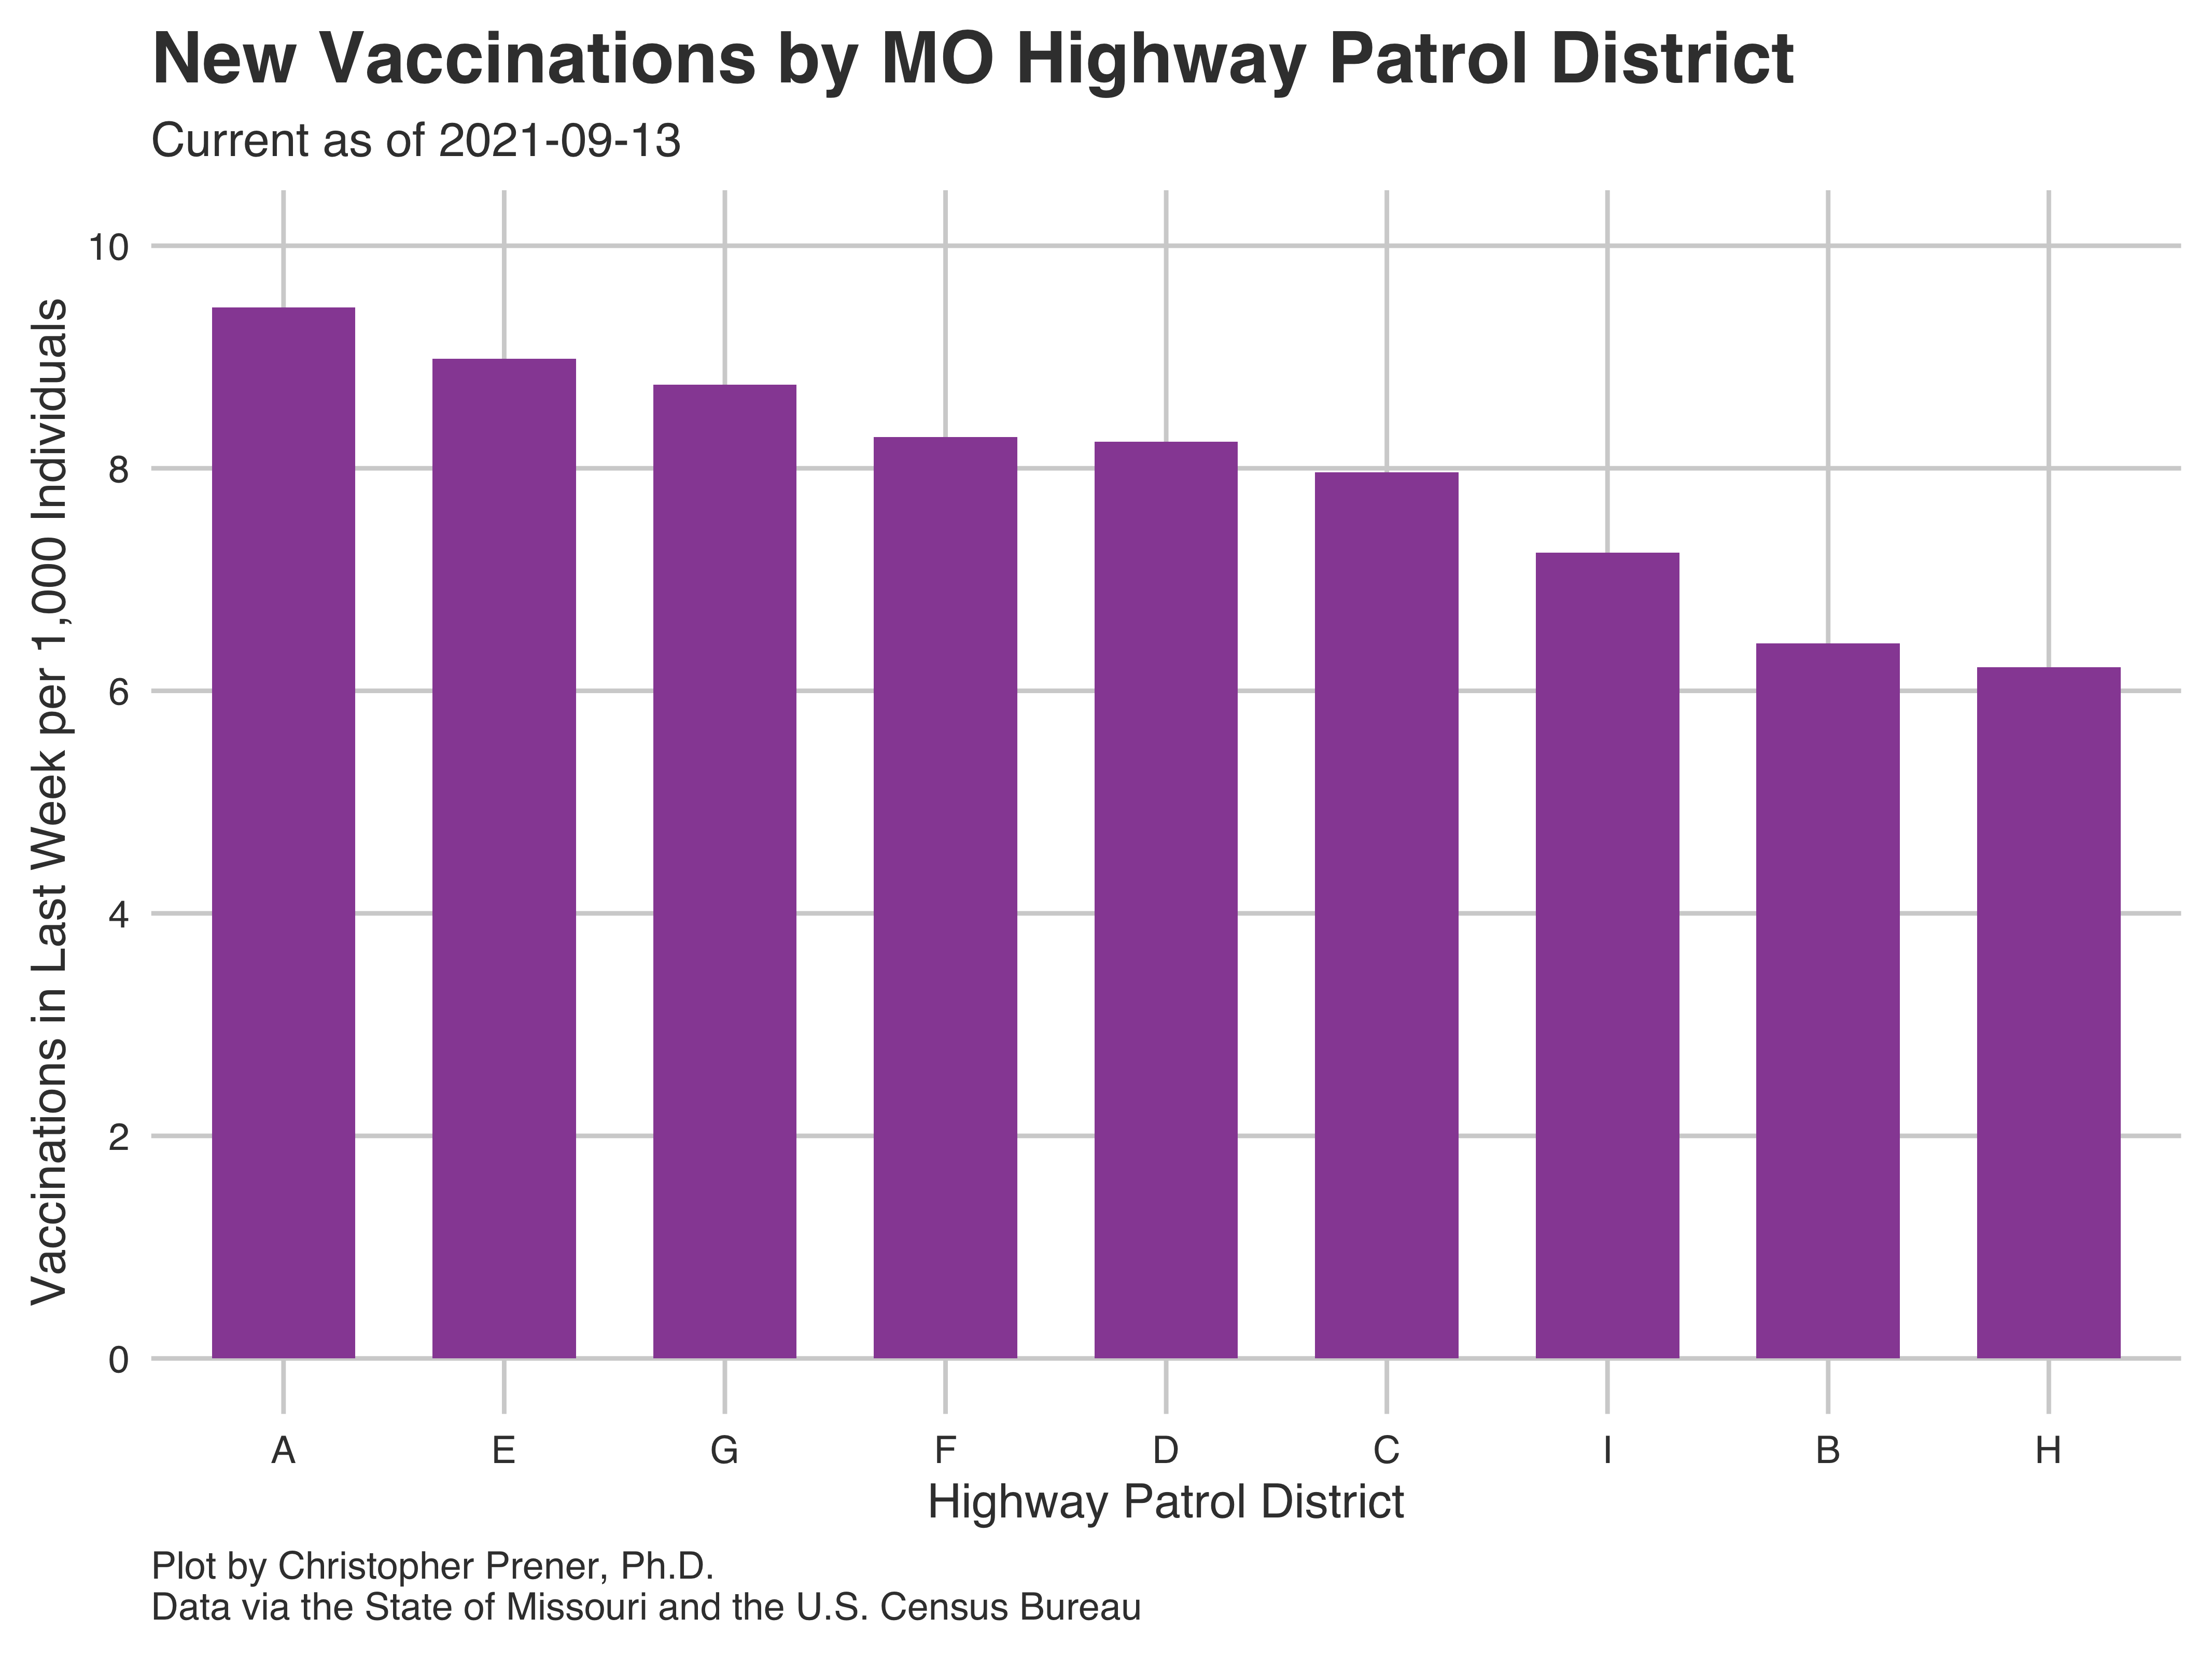 New Vaccinations by MO Highway Patrol District
Current as of 2021-09-13
Vaccinations in Last Week per 1,000 Individuals
10
8
6
4
2
0
A E G F D C I B H
Highway Patrol District
Plot by Christopher Prener, Ph.D.
Data via the State of Missouri and the U.S. Census Bureau